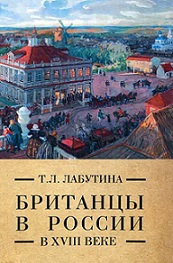 Т.Л. ЛАБУТИНА
БРИТАНЦЫ
В РОССИИ
В XVIII ВЕКЕ